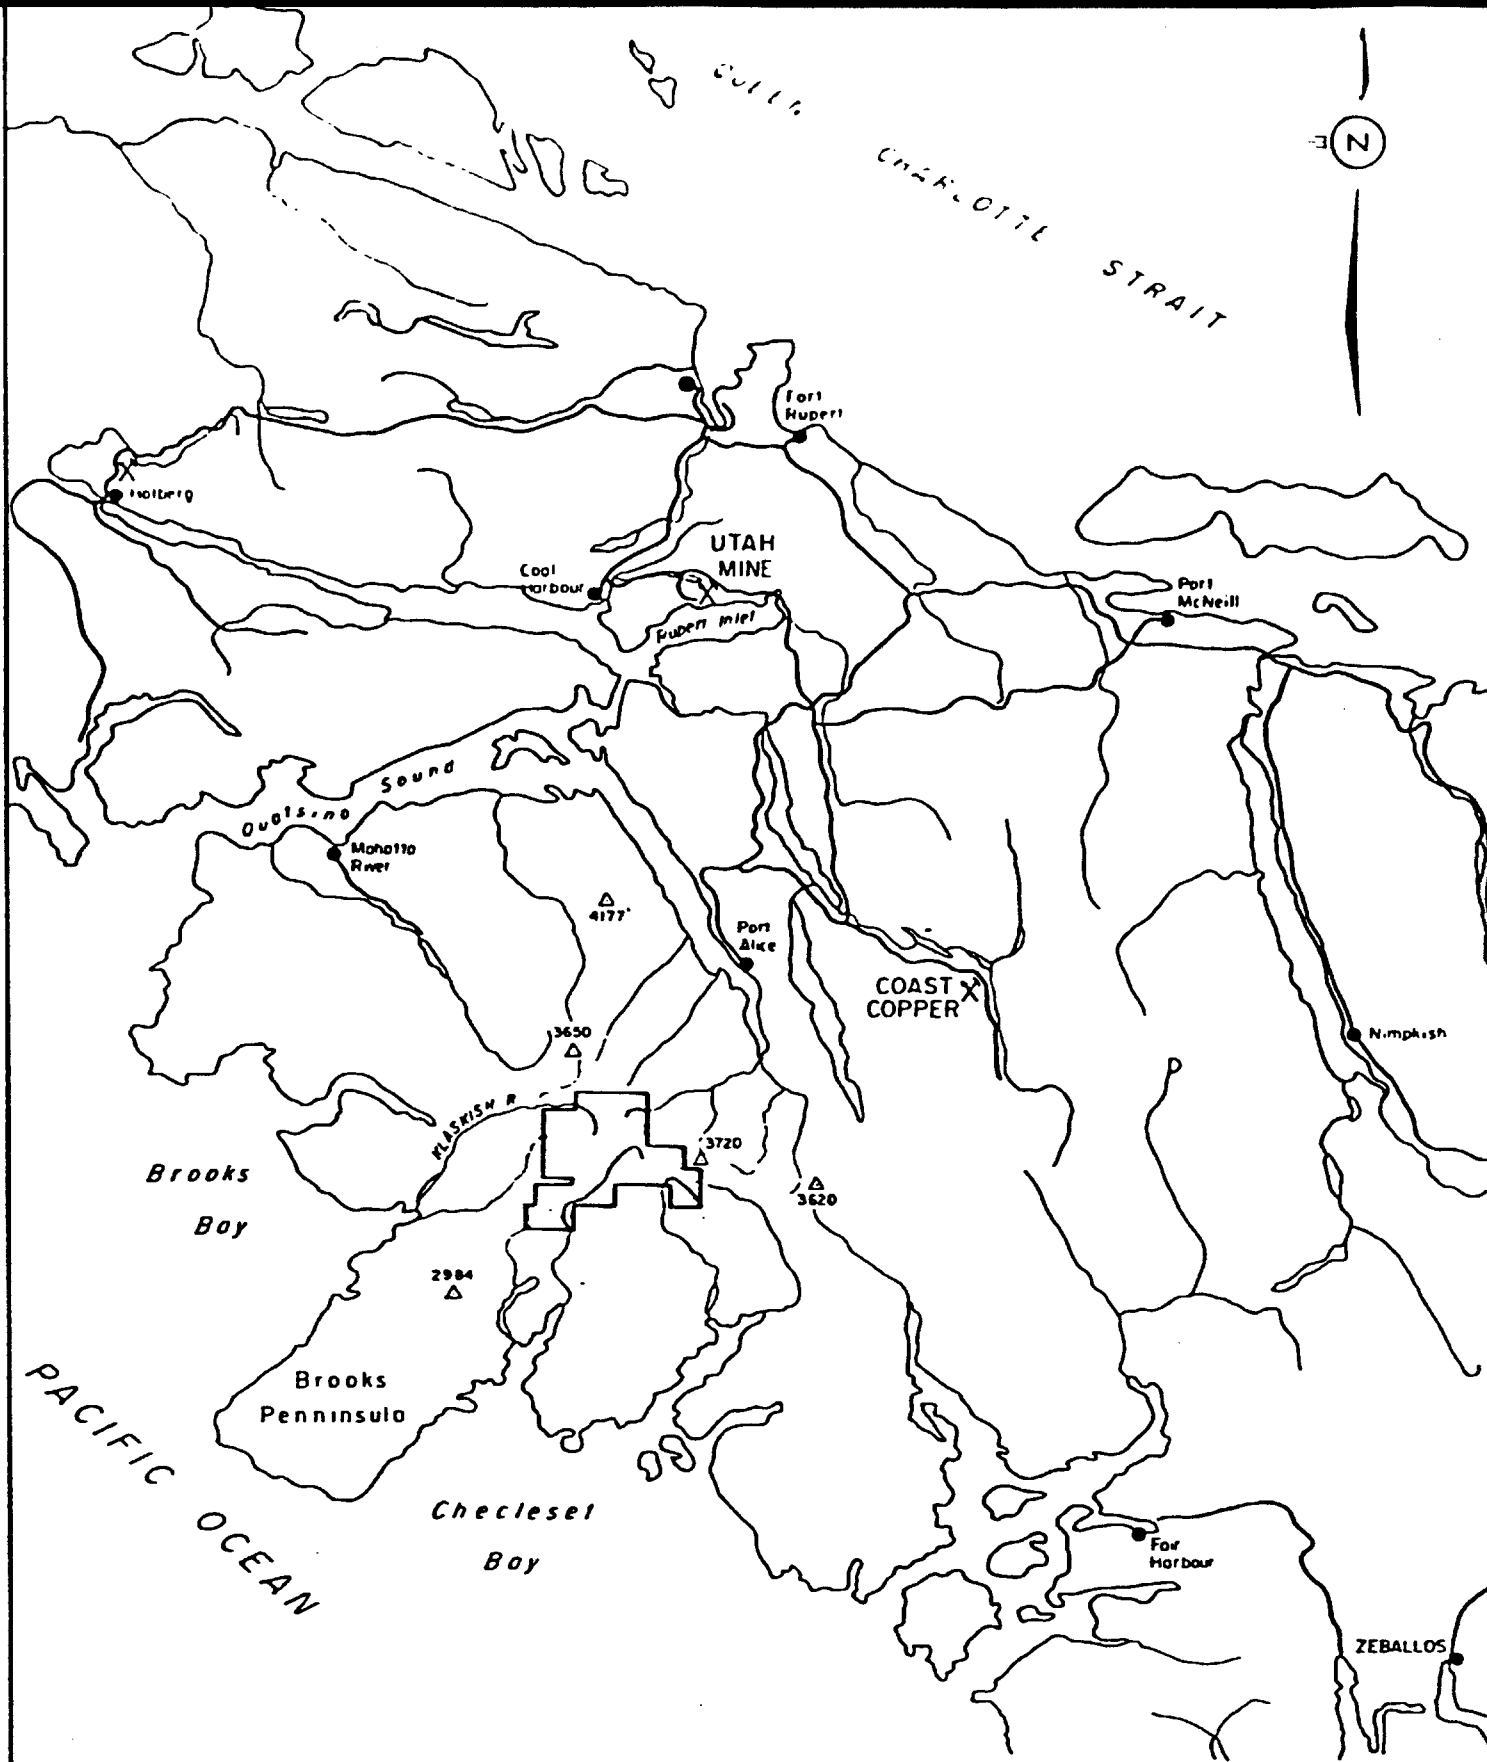 CHARLOTTE
STRAIT
N
Fort
Rupert
Holberg
UTAH
MINE
Coal
Harbour
Port
McNeill
Rupert Inlet
Quatsino Sound
Mahatta
River
4177'
Port
Alice
COAST
COPPER
Nimpkish
3650
KLASKISH R
3720
3620
Brooks
Bay
2984
Brooks
Penninsula
PACIFIC OCEAN
Checleset
Bay
Fair
Harbour
ZEBALLOS